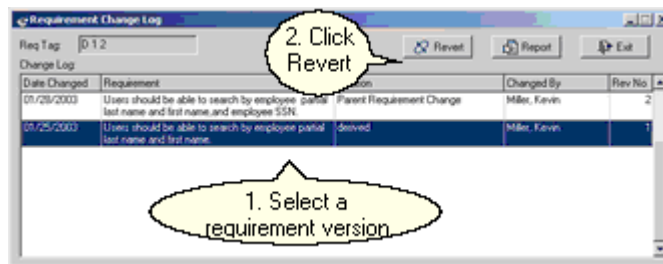 Requirement Change Log
Req Tag: D 1 2
2. Click
Revert
Revert
Report
Exit
Change Log:
Date Changed Requirement Changed By Rev No.
01/28/2003 Users should be able to search by employee partial Parent Requirement Change Miller, Kevin 2
last name and first name,and employee SSN.
01/25/2003 Users should be able to search by employee partial derived Miller, Kevin 1
last name and first name.
1. Select a
requirement version